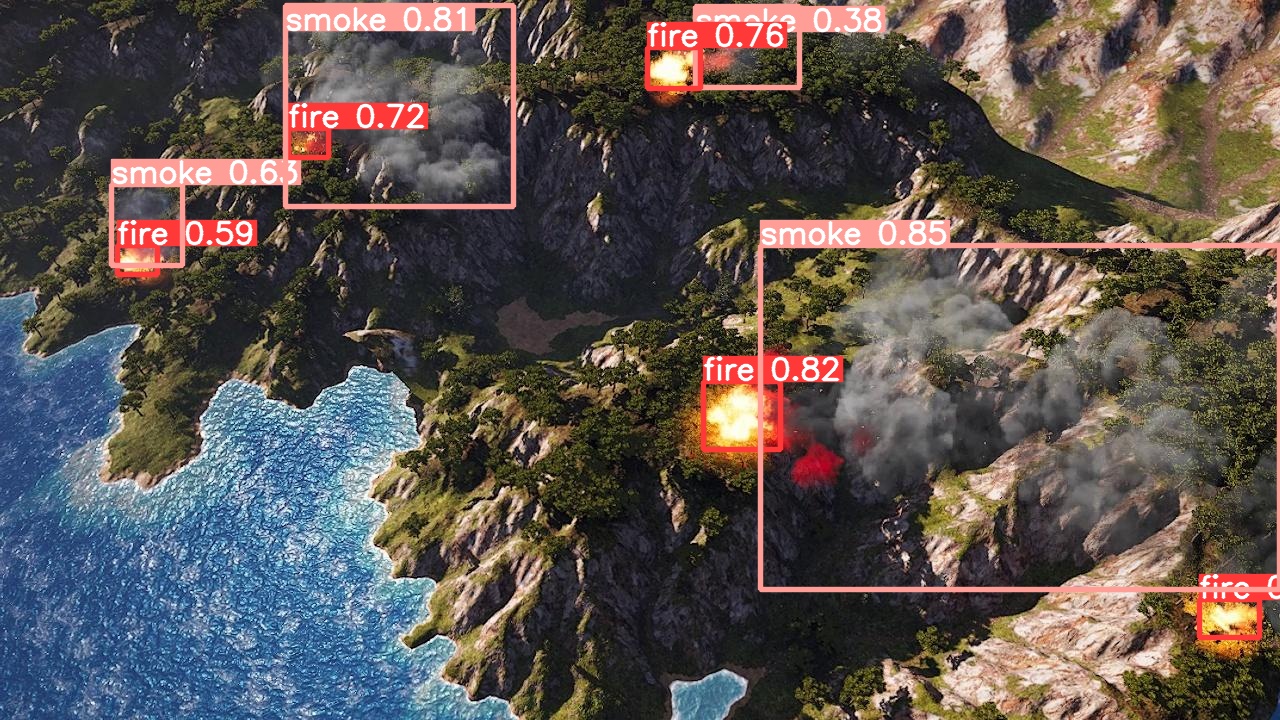 smoke 0.81
smoke 0.38
fire 0.76
fire 0.72
smoke 0.63
fire 0.59
smoke 0.85
fire 0.82
fire